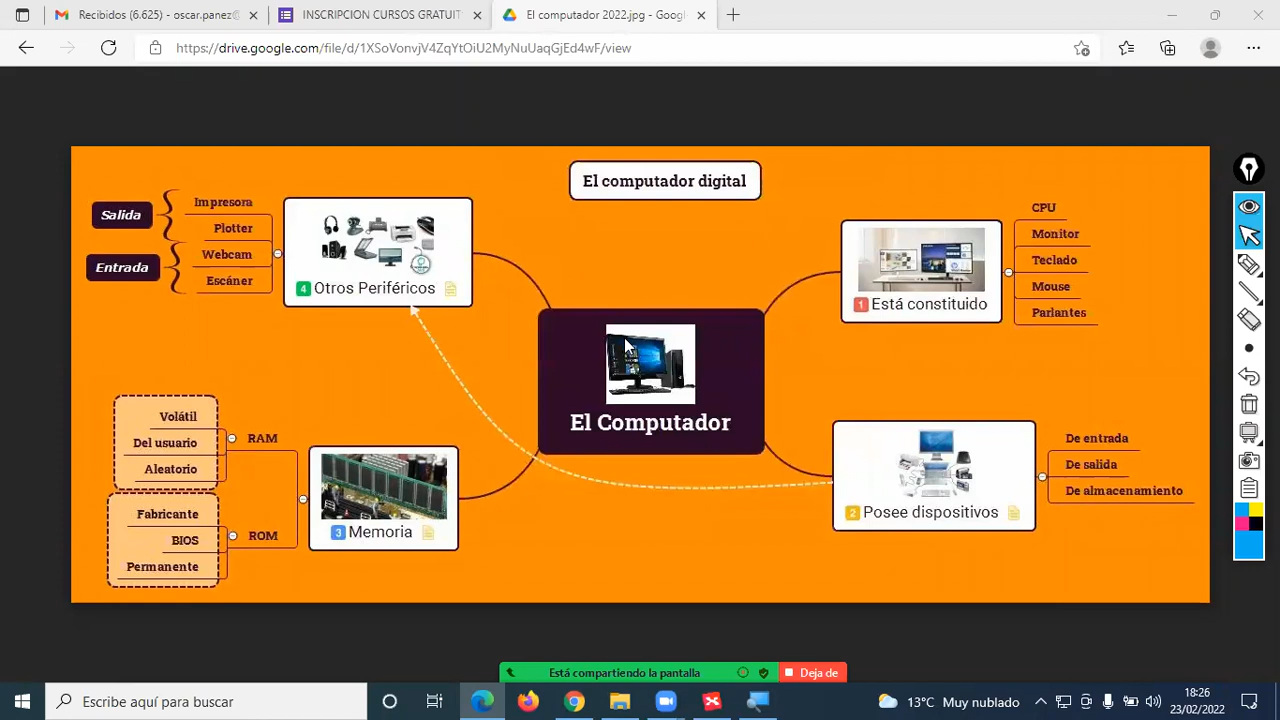 Recibidos (6.625) - oscar.panez@
INSCRIPCION CURSOS GRATUIT
El computador 2022.jpg - Googl
https://drive.google.com/file/d/1XSoVonvjV4ZqYtOiU2MyNuUaqGjEd4wF/view
El computador digital
Salida
Impresora
Plotter
Entrada
Webcam
Escáner
4 Otros Periféricos
1 Está constituido
CPU
Monitor
Teclado
Mouse
Parlantes
El Computador
Volátil
Del usuario
Aleatorio
RAM
Fabricante
BIOS
Permanente
ROM
3 Memoria
2 Posee dispositivos
De entrada
De salida
De almacenamiento
Está compartiendo la pantalla
Deja de
Escribe aquí para buscar
13°C Muy nublado
18:26
23/02/2022